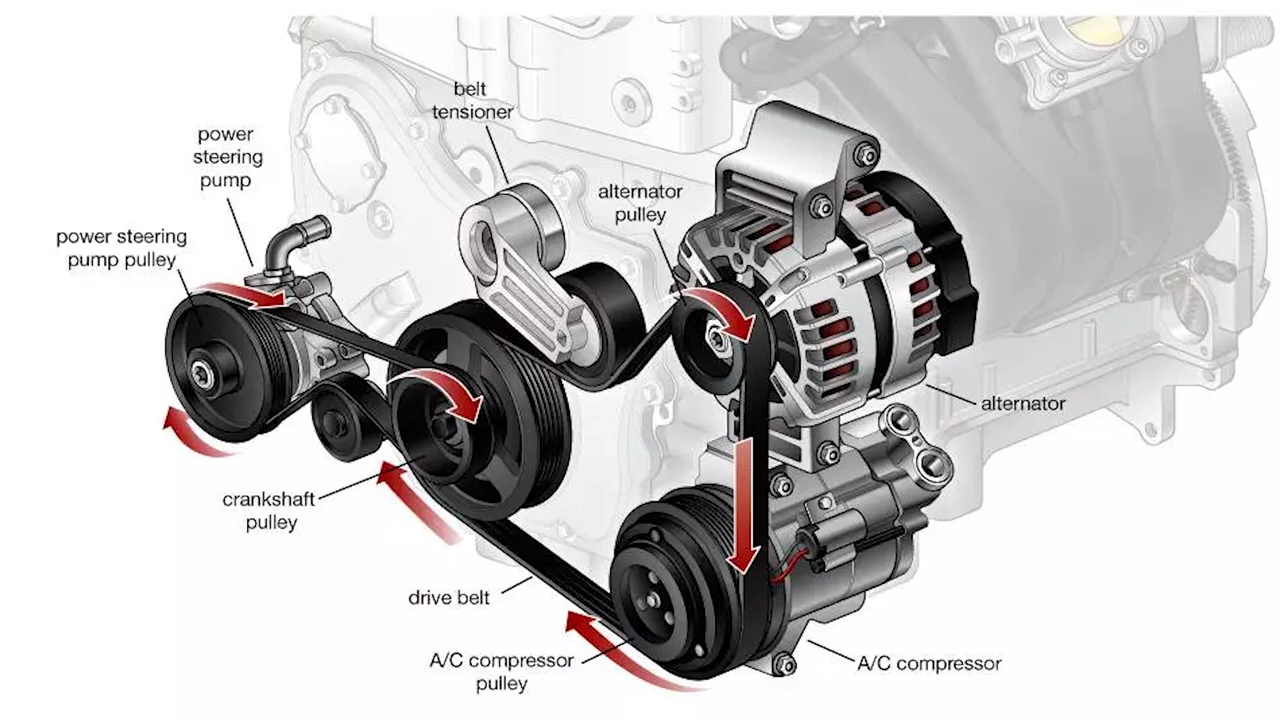 belt
tensioner
power
steering
pump
alternator
pulley
power steering
pump pulley
alternator
crankshaft
pulley
drive belt
A/C compressor
pulley
A/C compressor